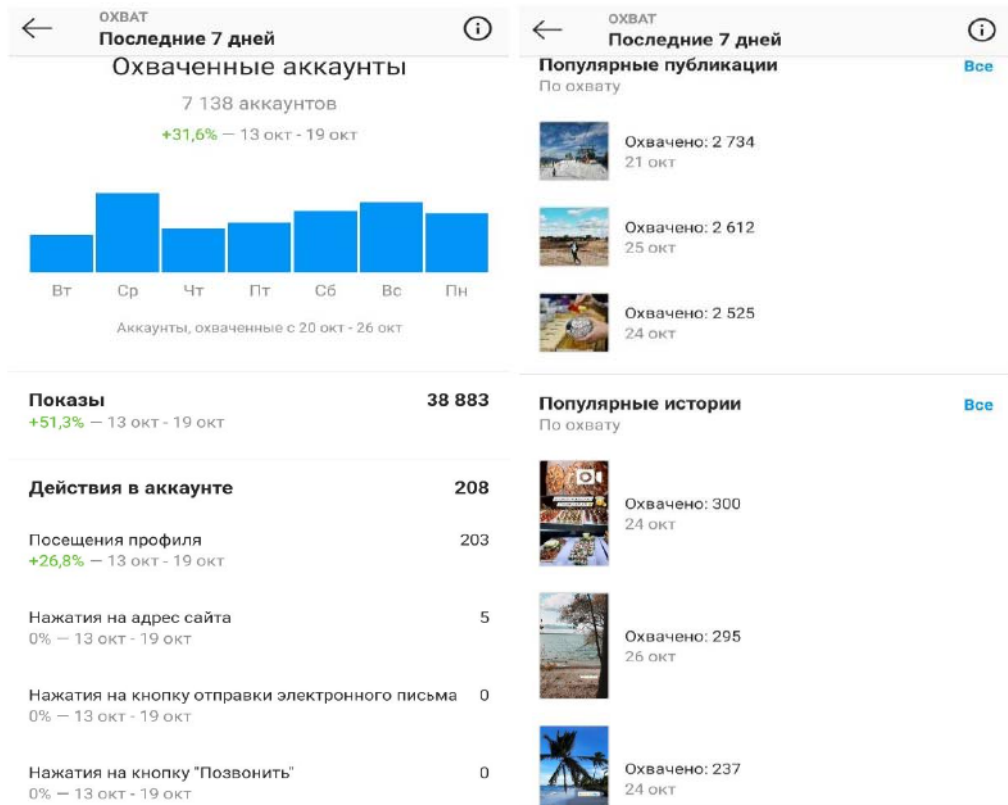 ОХВАТ
Последние 7 дней
Охваченные аккаунты
7 138 аккаунтов
+31,6% — 13 окт - 19 окт
Вт Ср Чт Пт Сб Вс Пн
Аккаунты, охваченные с 20 окт - 26 окт
Показы 38 883
+51,3% — 13 окт - 19 окт
Действия в аккаунте 208
Посещения профиля 203
+26,8% — 13 окт - 19 окт
Нажатия на адрес сайта 5
0% — 13 окт - 19 окт
Нажатия на кнопку отправки электронного письма 0
0% — 13 окт - 19 окт
Нажатия на кнопку "Позвонить" 0
0% — 13 окт - 19 окт
ОХВАТ
Последние 7 дней
Популярные публикации Все
По охвату
Охвачено: 2 734
21 окт
Охвачено: 2 612
25 окт
Охвачено: 2 525
24 окт
Популярные истории Все
По охвату
Охвачено: 300
24 окт
Охвачено: 295
26 окт
Охвачено: 237
24 окт